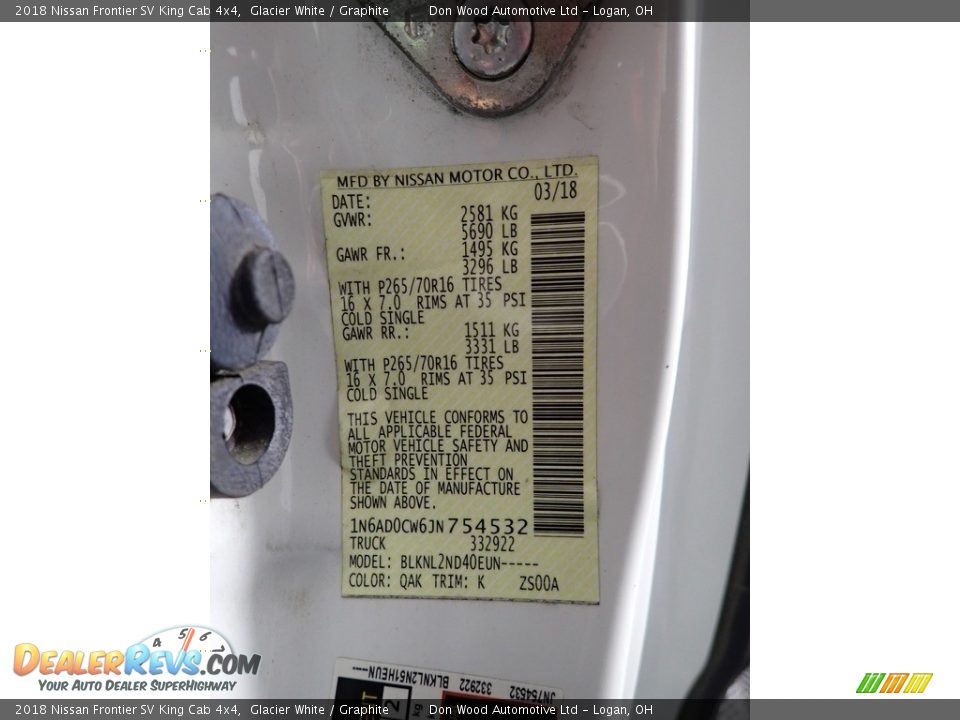 2018 Nissan Frontier SV King Cab 4x4, Glacier White / Graphite Don Wood Automotive Ltd - Logan, OH
MFD BY NISSAN MOTOR CO., LTD.
DATE: 03/18
GVWR: 2581 KG
5690 LB
GAWR FR.: 1495 KG
3296 LB
WITH P265/70R16 TIRES
16 X 7.0 RIMS AT 35 PSI
COLD SINGLE
GAWR RR.: 1511 KG
3331 LB
WITH P265/70R16 TIRES
16 X 7.0 RIMS AT 35 PSI
COLD SINGLE
THIS VEHICLE CONFORMS TO
ALL APPLICABLE FEDERAL
MOTOR VEHICLE SAFETY AND
THEFT PREVENTION
STANDARDS IN EFFECT ON
THE DATE OF MANUFACTURE
SHOWN ABOVE.
1N6AD0CW6JN754532
TRUCK 332922
MODEL: BLKNL2ND40EUN-----
COLOR: QAK TRIM: K ZS00A
JN754532 332922 BLKNL2N51HEUN----
4 5 6
DEALERREVS.COM
YOUR AUTO DEALER SUPERHIGHWAY
2018 Nissan Frontier SV King Cab 4x4, Glacier White / Graphite Don Wood Automotive Ltd - Logan, OH